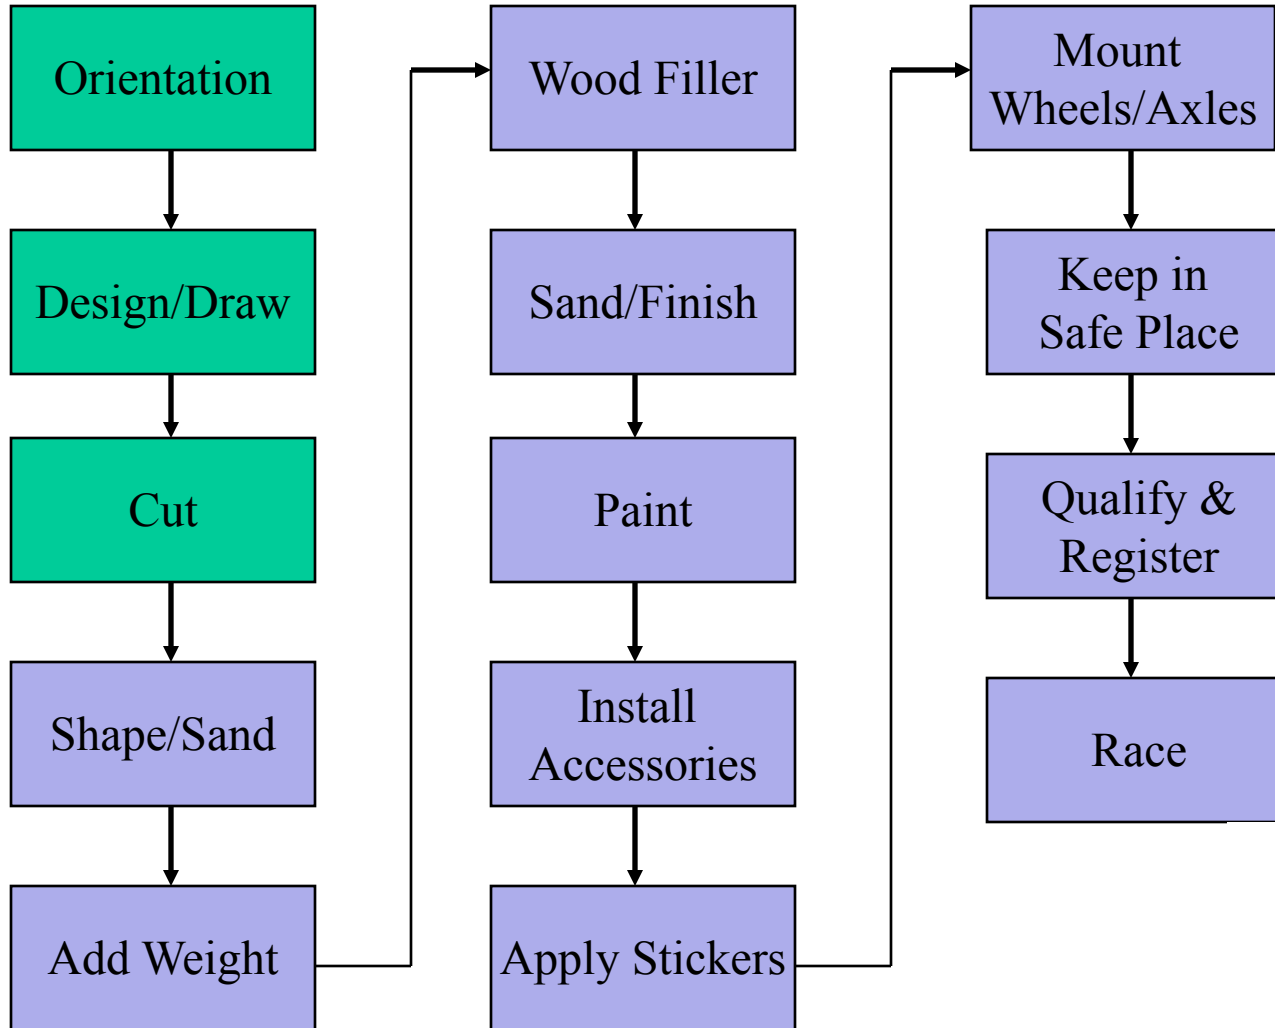 Orientation
Design/Draw
Cut
Shape/Sand
Add Weight
Wood Filler
Sand/Finish
Paint
Install
Accessories
Apply Stickers
Mount
Wheels/Axles
Keep in
Safe Place
Qualify &
Register
Race